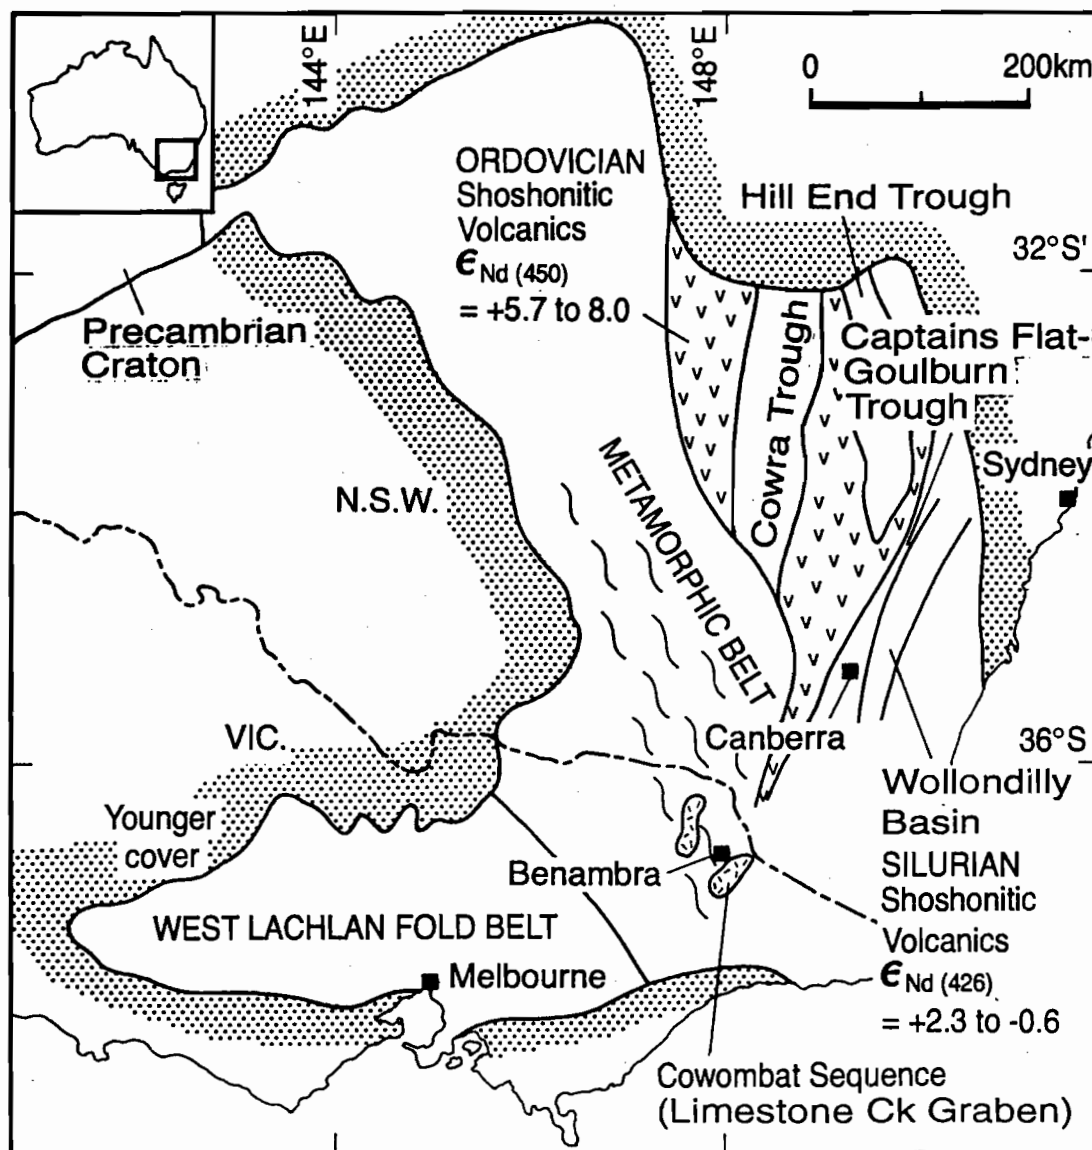 144°E
148°E
0 200km
ORDOVICIAN
Shoshonitic
Volcanics
ϵNd (450)
= +5.7 to 8.0
Hill End Trough
32°S'
Precambrian
Craton
Cowra Trough
Captains Flat-
Goulburn
Trough
Sydney
N.S.W.
METAMORPHIC BELT
VIC.
Canberra
36°S
Wollondilly
Basin
Younger
cover
Benambra
SILURIAN
Shoshonitic
Volcanics
ϵNd (426)
= +2.3 to -0.6
WEST LACHLAN FOLD BELT
Melbourne
Cowombat Sequence
(Limestone Ck Graben)